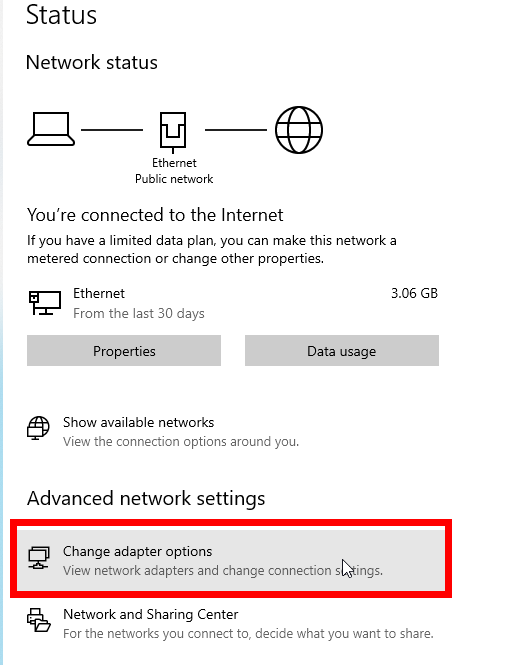 Status
Network status
Ethernet
Public network
You're connected to the Internet
If you have a limited data plan, you can make this network a
metered connection or change other properties.
Ethernet 3.06 GB
From the last 30 days
Properties Data usage
Show available networks
View the connection options around you.
Advanced network settings
Change adapter options
View network adapters and change connection settings.
Network and Sharing Center
For the networks you connect to, decide what you want to share.